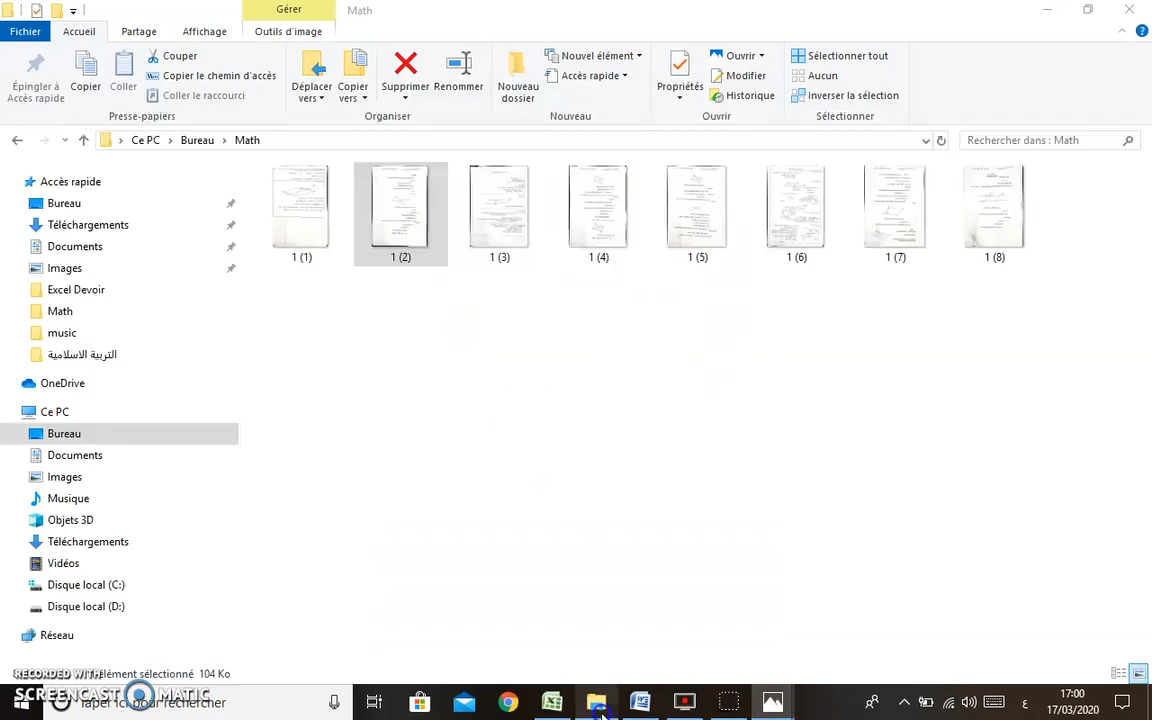 Gérer
Math
Fichier
Accueil
Partage
Affichage
Outils d'image
Épingler à
Accès rapide
Copier
Coller
Couper
Copier le chemin d'accès
Coller le raccourci
Presse-papiers
Déplacer
vers
Copier
vers
Supprimer
Renommer
Organiser
Nouveau
dossier
Nouvel élément
Accès rapide
Nouveau
Propriétés
Ouvrir
Modifier
Historique
Ouvrir
Sélectionner tout
Aucun
Inverser la sélection
Sélectionner
Ce PC
Bureau
Math
Rechercher dans : Math
Accès rapide
Bureau
Téléchargements
Documents
Images
Excel Devoir
Math
music
التربية الاسلامية
OneDrive
Ce PC
Bureau
Documents
Images
Musique
Objets 3D
Téléchargements
Vidéos
Disque local (C:)
Disque local (D:)
Réseau
1 (1)
1 (2)
1 (3)
1 (4)
1 (5)
1 (6)
1 (7)
1 (8)
RECORDED WITH
SCREENCAST MATIC
élément sélectionné 104 Ko
Taper ici pour rechercher
ع
17:00
17/03/2020